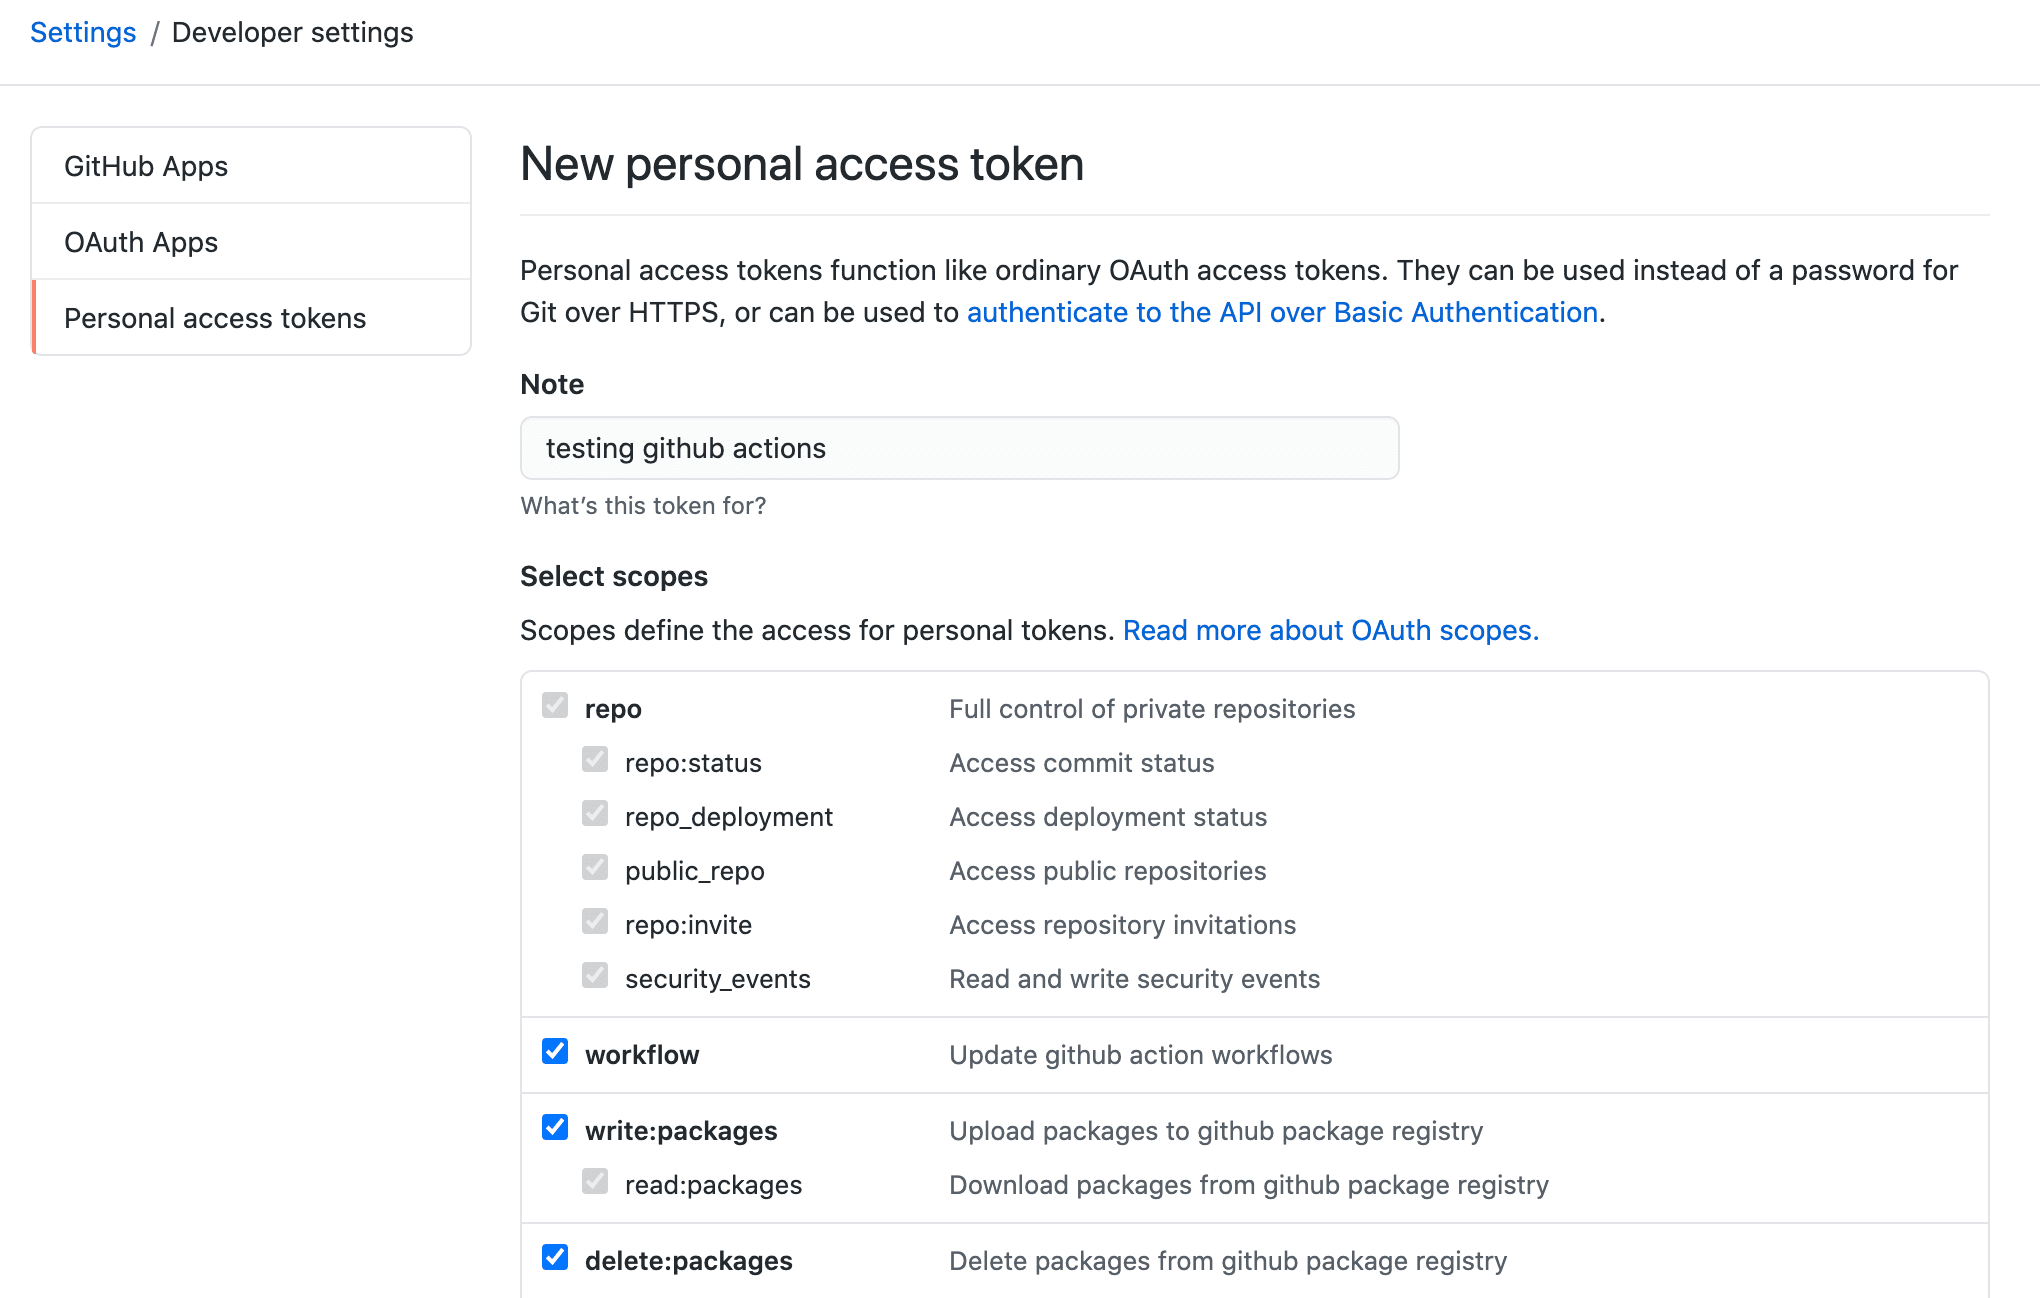 Settings / Developer settings
GitHub Apps
OAuth Apps
Personal access tokens
New personal access token
Personal access tokens function like ordinary OAuth access tokens. They can be used instead of a password for
Git over HTTPS, or can be used to authenticate to the API over Basic Authentication.
Note
testing github actions
What's this token for?
Select scopes
Scopes define the access for personal tokens. Read more about OAuth scopes.
repo Full control of private repositories
repo:status Access commit status
repo_deployment Access deployment status
public_repo Access public repositories
repo:invite Access repository invitations
security_events Read and write security events
workflow Update github action workflows
write:packages Upload packages to github package registry
read:packages Download packages from github package registry
delete:packages Delete packages from github package registry